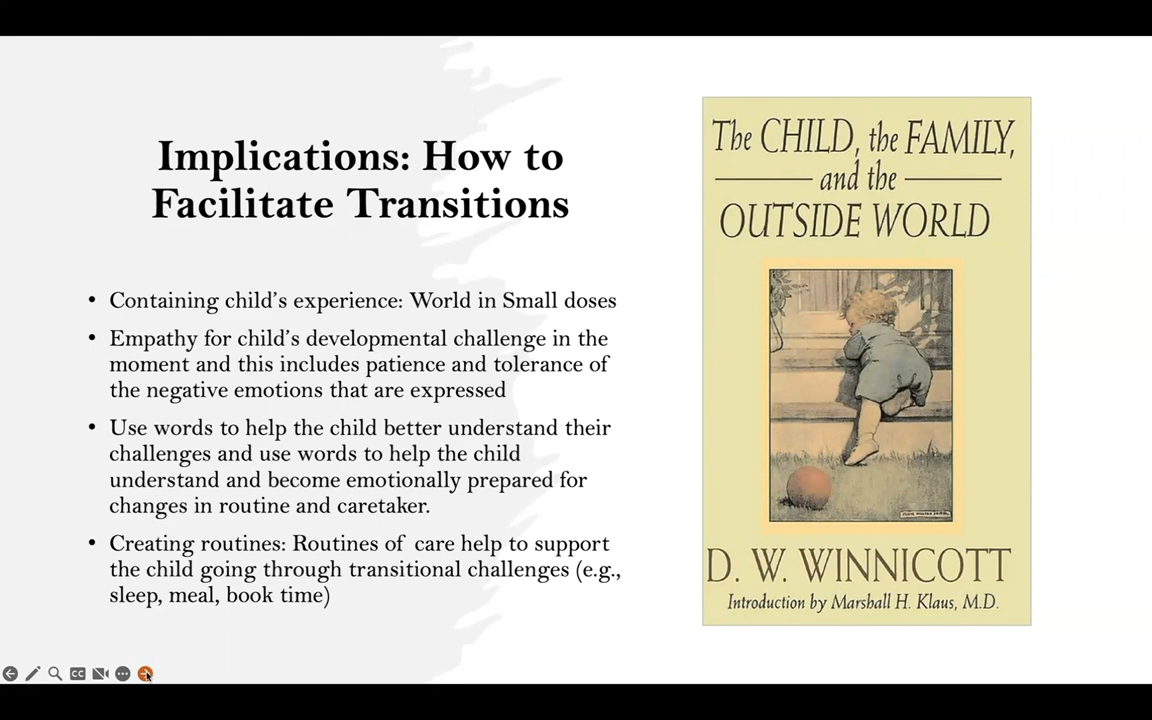 Implications: How to
Facilitate Transitions
• Containing child's experience: World in Small doses
• Empathy for child's developmental challenge in the
moment and this includes patience and tolerance of
the negative emotions that are expressed
• Use words to help the child better understand their
challenges and use words to help the child
understand and become emotionally prepared for
changes in routine and caretaker.
• Creating routines: Routines of care help to support
the child going through transitional challenges (e.g.,
sleep, meal, book time)
The CHILD, the FAMILY,
and the
OUTSIDE WORLD
D. W. WINNICOTT
Introduction by Marshall H. Klaus, M.D.
CC